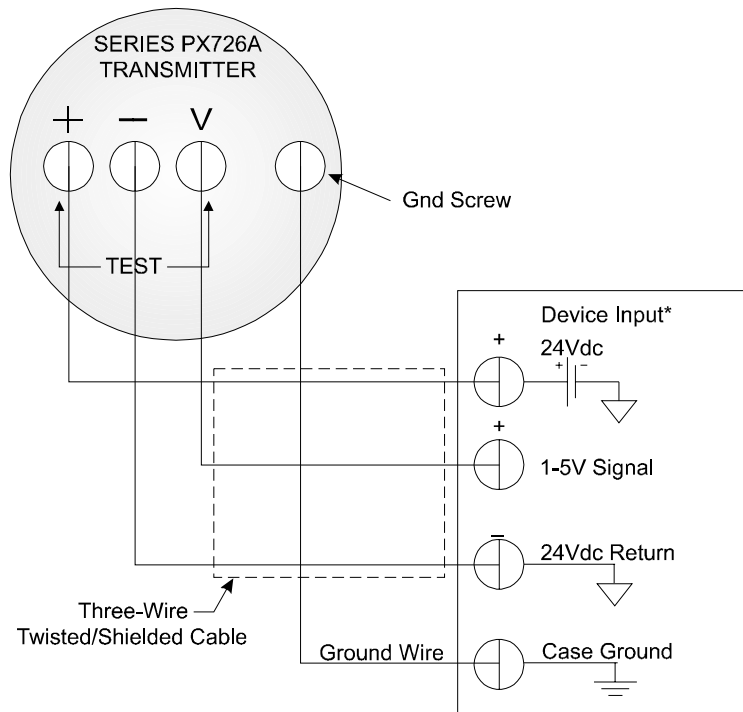 SERIES PX726A
TRANSMITTER
+ − V
Gnd Screw
TEST
Device Input*
+ 24Vdc
+ −
+
1-5V Signal
− 24Vdc Return
Three-Wire
Twisted/Shielded Cable
Ground Wire
Case Ground